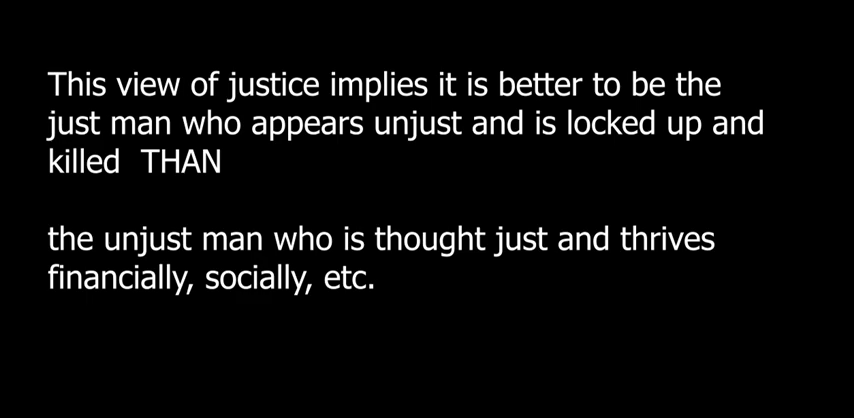 This view of justice implies it is better to be the
just man who appears unjust and is locked up and
killed  THAN
the unjust man who is thought just and thrives
financially, socially, etc.